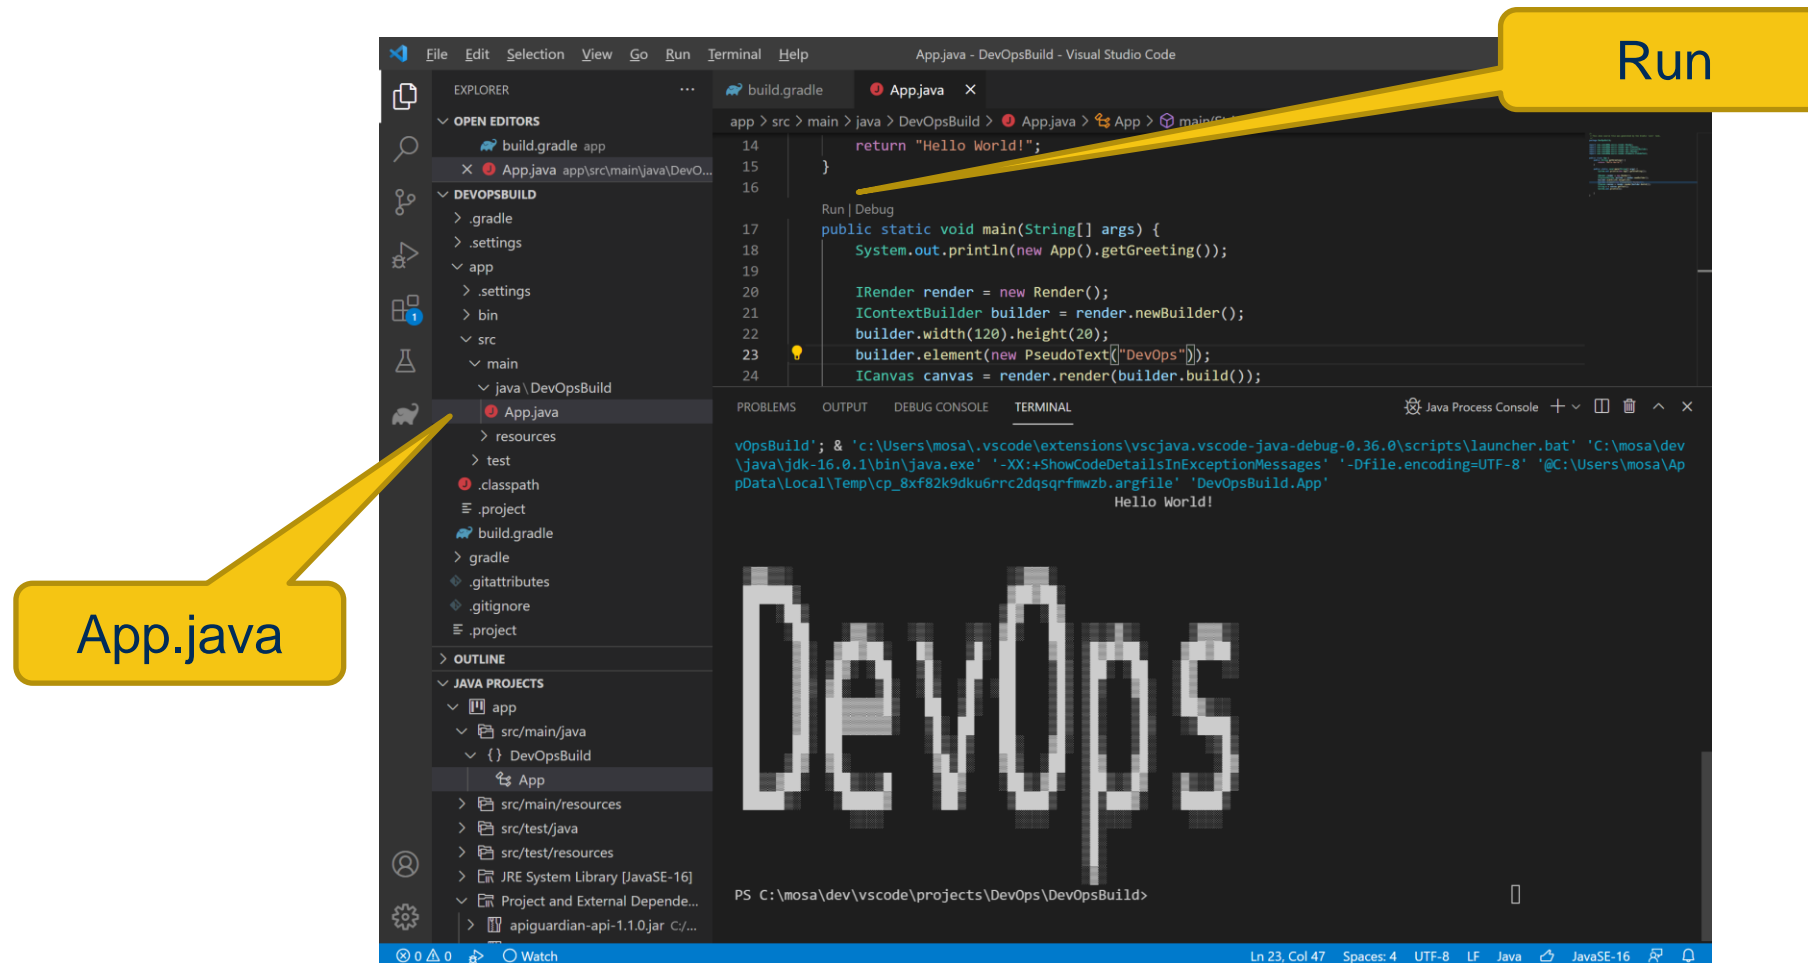 File Edit Selection View Go Run Terminal Help
App.java - DevOpsBuild - Visual Studio Code
Run
EXPLORER
OPEN EDITORS
build.gradle app
App.java app\src\main\java\DevO...
DEVOPSBUILD
.gradle
.settings
app
.settings
bin
src
main
java\DevOpsBuild
App.java
resources
test
.classpath
.project
build.gradle
gradle
.gitattributes
.gitignore
.project
OUTLINE
JAVA PROJECTS
app
src/main/java
{} DevOpsBuild
App
src/main/resources
src/test/java
src/test/resources
JRE System Library [JavaSE-16]
Project and External Depende...
apiguardian-api-1.1.0.jar C:/...
1
App.java
build.gradle
App.java
app > src > main > java > DevOpsBuild > App.java > App >
14 return "Hello World!";
15 }
16
Run | Debug
17 public static void main(String[] args) {
18 System.out.println(new App().getGreeting());
19
20 IRender render = new Render();
21 IContextBuilder builder = render.newBuilder();
22 builder.width(120).height(20);
23 builder.element(new PseudoText("DevOps"));
24 ICanvas canvas = render.render(builder.build());
PROBLEMS OUTPUT DEBUG CONSOLE TERMINAL
Java Process Console
vOpsBuild'; & 'c:\Users\mosa\.vscode\extensions\vscjava.vscode-java-debug-0.36.0\scripts\launcher.bat' 'C:\mosa\dev
\java\jdk-16.0.1\bin\java.exe' '-XX:+ShowCodeDetailsInExceptionMessages' '-Dfile.encoding=UTF-8' '@C:\Users\mosa\Ap
pData\Local\Temp\cp_8xf82k9dku6rrc2dqsqrfmwzb.argfile' 'DevOpsBuild.App'
Hello World!
DevOps
PS C:\mosa\dev\vscode\projects\DevOps\DevOpsBuild>
0 0 Watch
Ln 23, Col 47 Spaces: 4 UTF-8 LF Java JavaSE-16